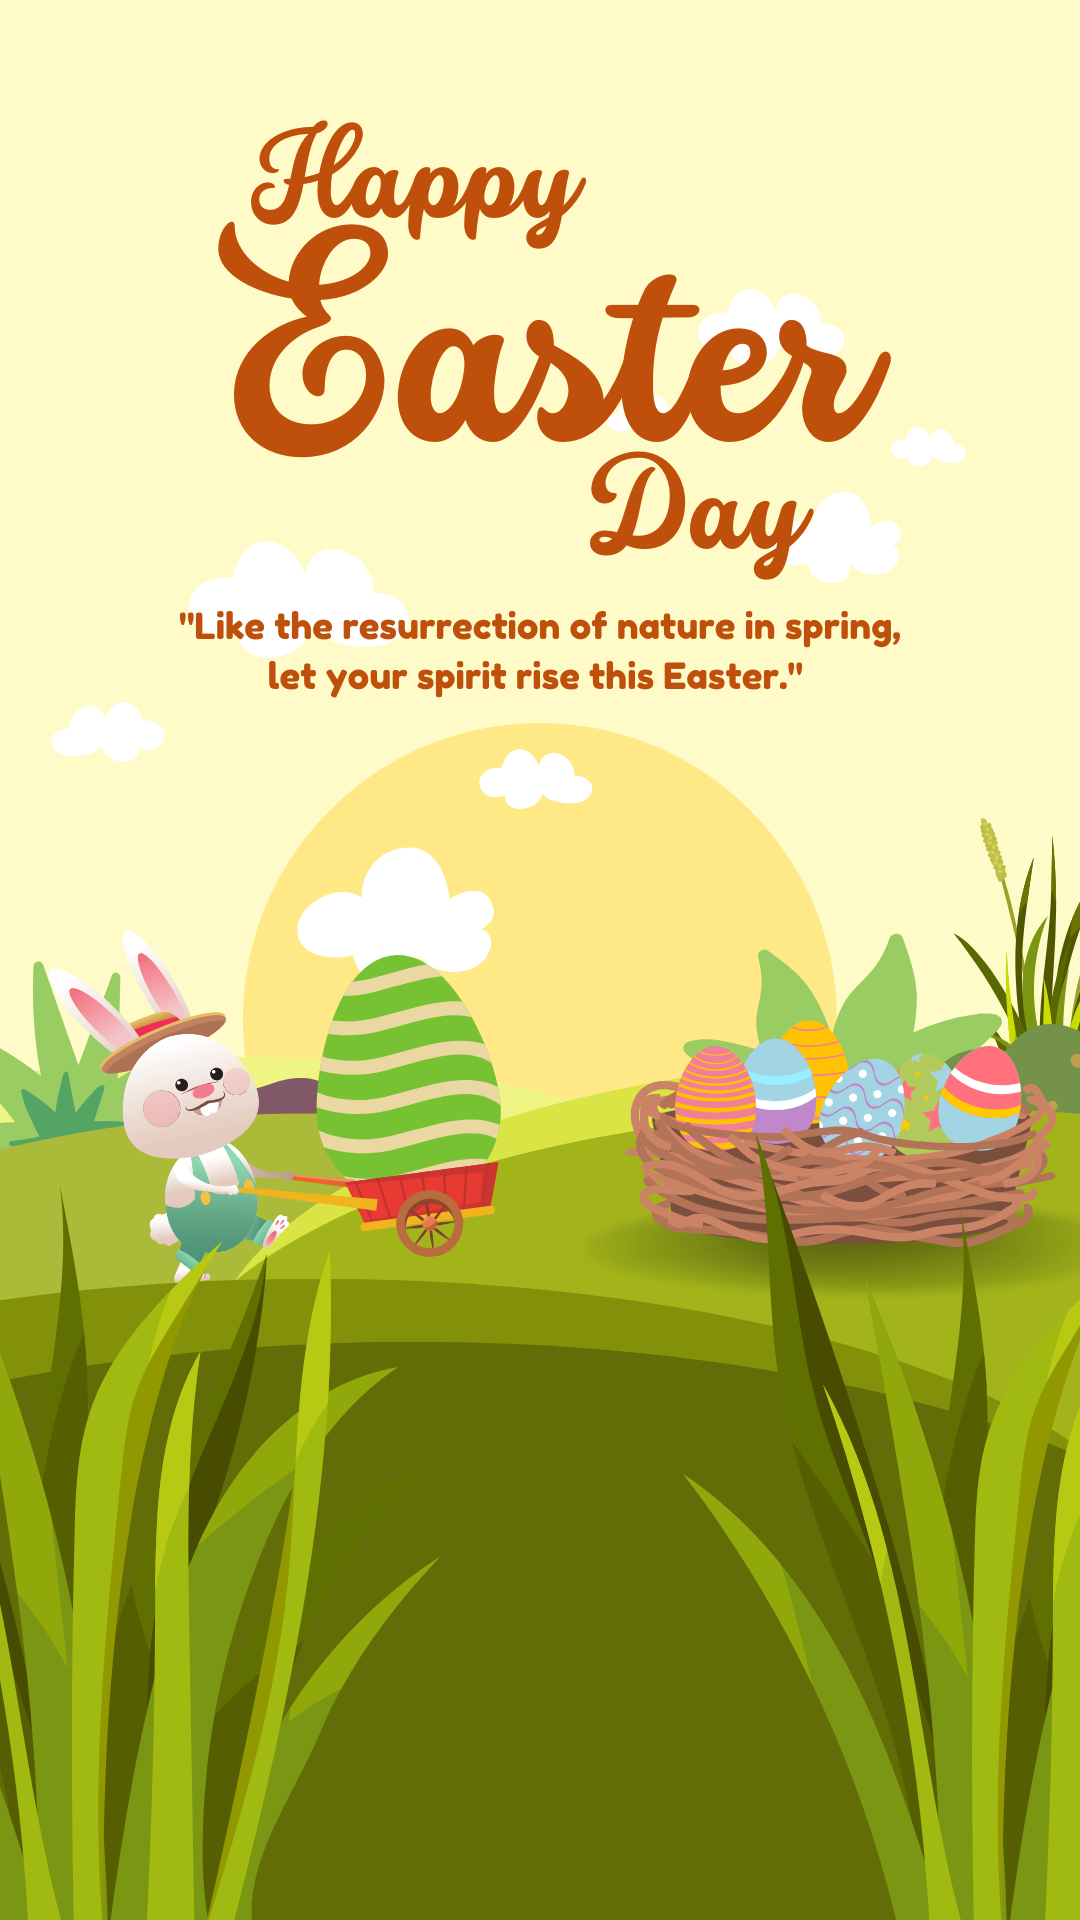 Happy
Easter
Day
"Like the resurrection of nature in spring,
let your spirit rise this Easter."